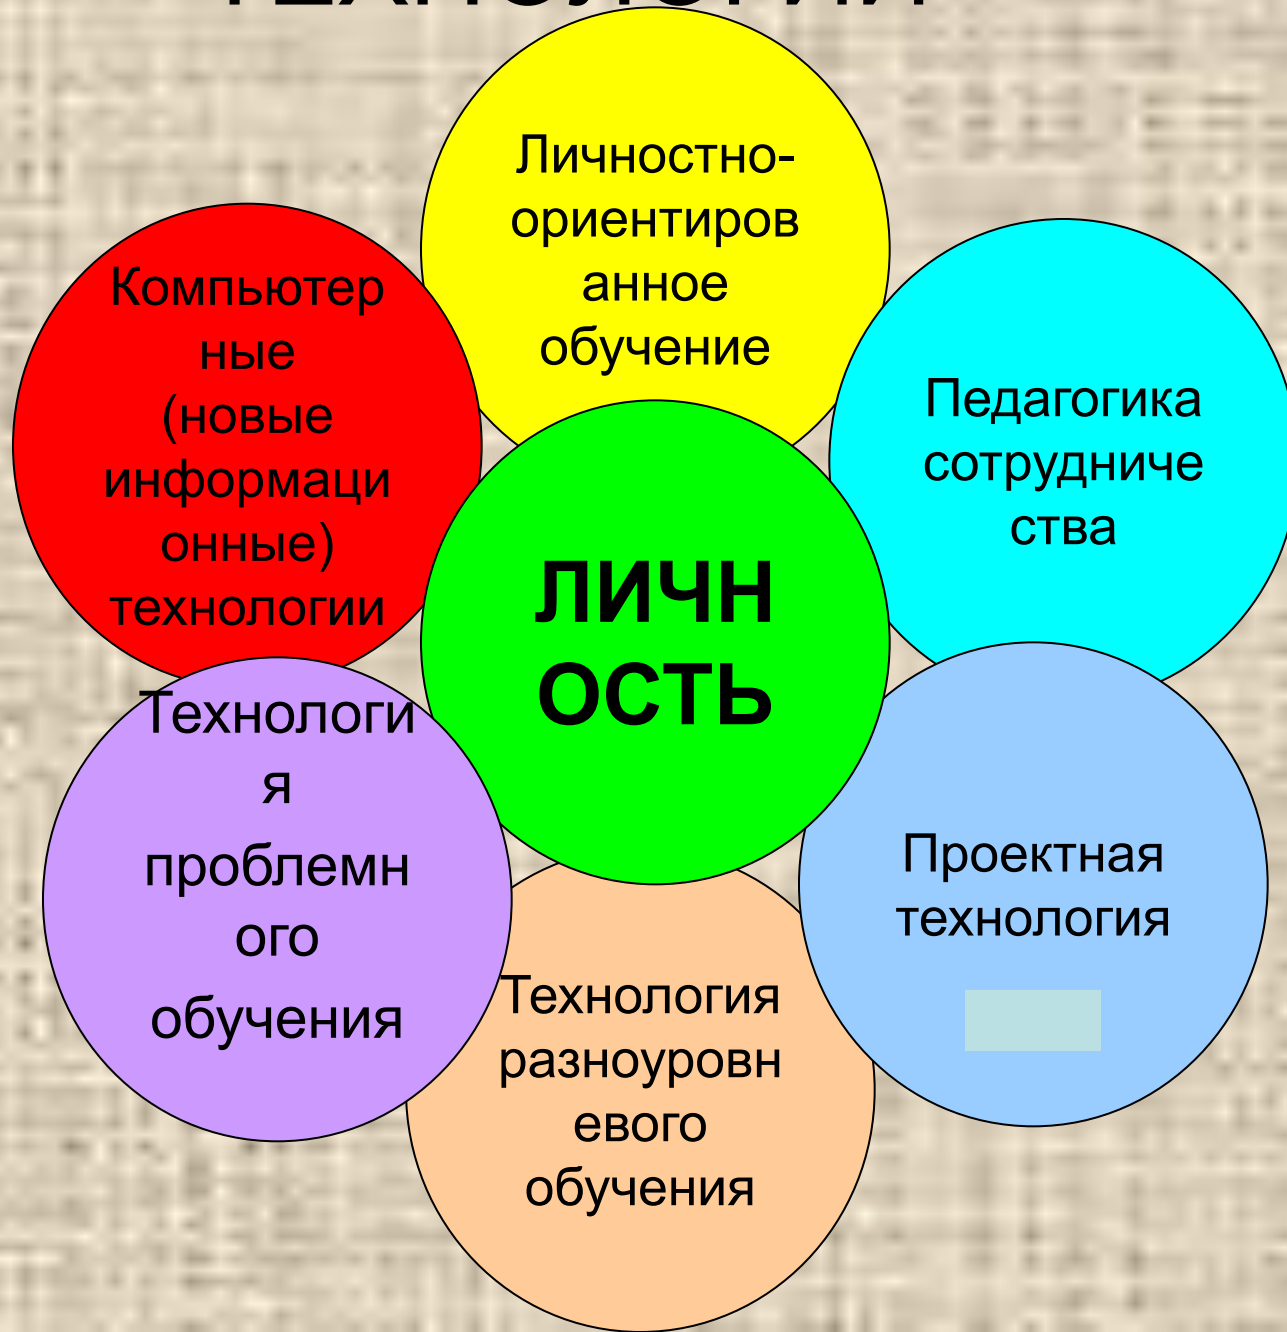 Личностно-
ориентиров
анное
обучение
Компьютер
ные
(новые
информаци
онные)
технологии
Педагогика
сотрудниче
ства
ЛИЧН
ОСТЬ
Технологи
я
проблемн
ого
обучения
Проектная
технология
Технология
разноуровн
евого
обучения